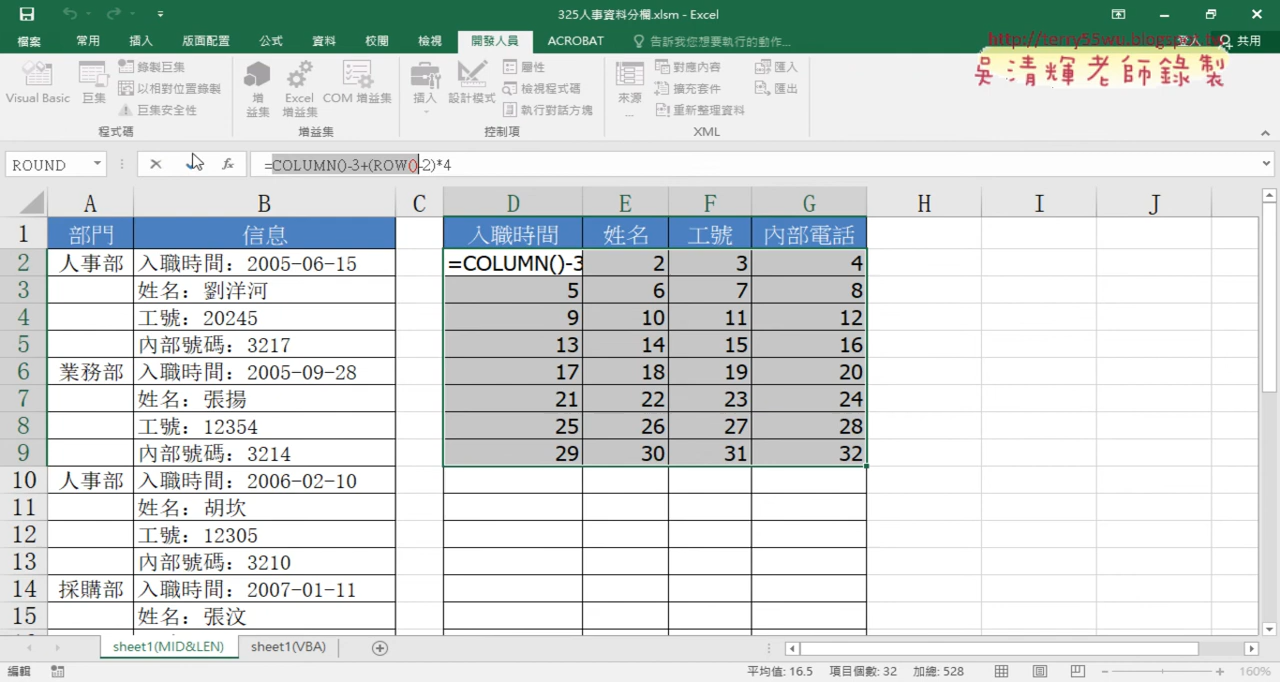 325人事資料分欄.xlsm - Excel
檔案 常用 插入 版面配置 公式 資料 校閱 檢視 開發人員 ACROBAT 告訴我您想要執行的動作... 登入 共用
http://terry55wu.blogspot.tw
吳清輝老師錄製
Visual Basic 巨集 錄製巨集 以相對位置錄製 巨集安全性 程式碼
增益集 Excel 增益集 COM 增益集 增益集
插入 設計模式 屬性 檢視程式碼 執行對話方塊 控制項
來源 ... 對應內容 擴充套件 重新整理資料 匯入 匯出 XML
ROUND fx =COLUMN()-3+(ROW()-2)*4
A B C D E F G H I J
1 部門 信息 入職時間 姓名 工號 內部電話
2 人事部 入職時間：2005-06-15 =COLUMN()-3 2 3 4
3 姓名：劉洋河 5 6 7 8
4 工號：20245 9 10 11 12
5 內部號碼：3217 13 14 15 16
6 業務部 入職時間：2005-09-28 17 18 19 20
7 姓名：張揚 21 22 23 24
8 工號：12354 25 26 27 28
9 內部號碼：3214 29 30 31 32
10 人事部 入職時間：2006-02-10
11 姓名：胡坎
12 工號：12305
13 內部號碼：3210
14 採購部 入職時間：2007-01-11
15 姓名：張汶
sheet1(MID&LEN) sheet1(VBA)
編輯 平均值: 16.5 項目個數: 32 加總: 528 160%